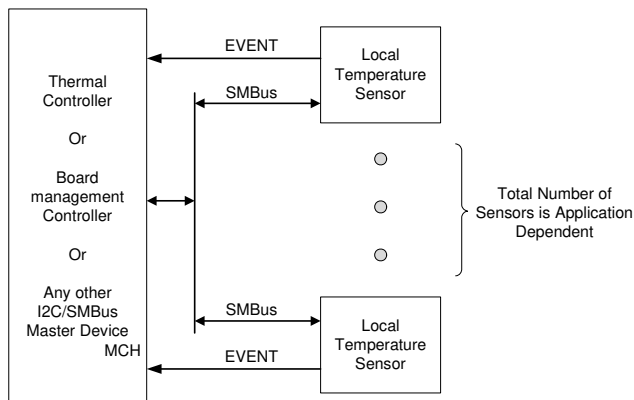 Thermal
Controller
Or
Board
management
Controller
Or
Any other
I2C/SMBus
Master Device
MCH
EVENT
SMBus
Local
Temperature
Sensor
Total Number of
Sensors is Application
Dependent
SMBus
EVENT
Local
Temperature
Sensor